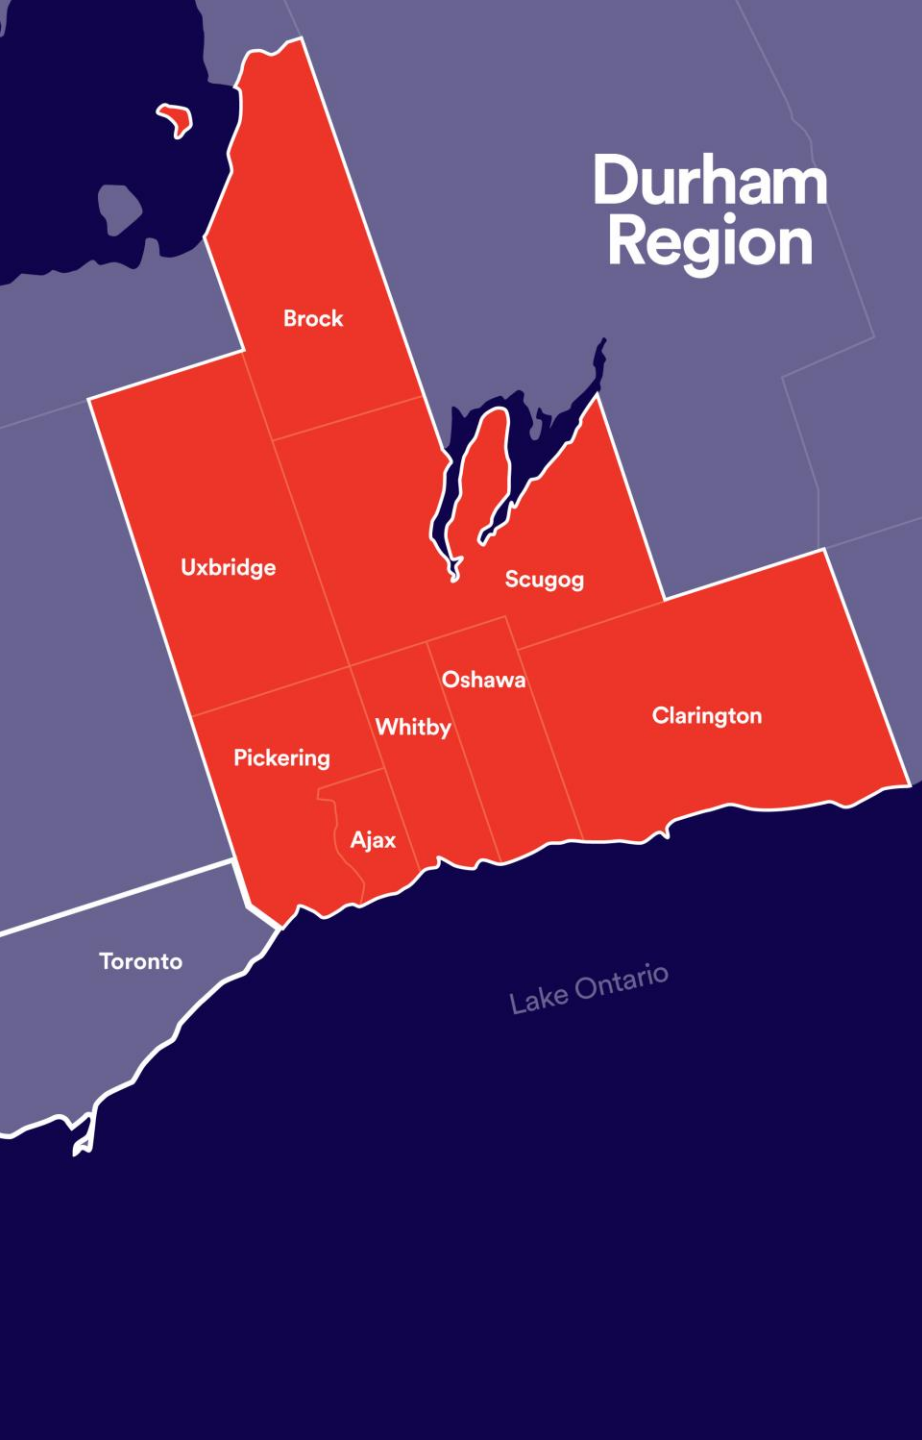 Durham
Region
Brock
Uxbridge
Scugog
Oshawa
Clarington
Whitby
Pickering
Ajax
Toronto
Lake Ontario